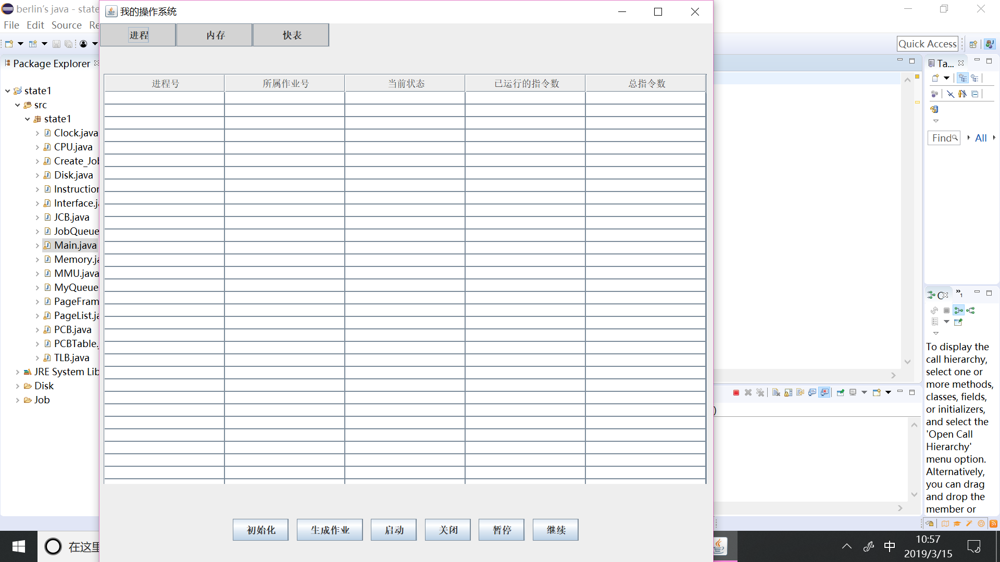 berlin's java - state
File Edit Source Re
Quick Access
Package Explorer
state1
src
state1
Clock.java
CPU.java
Create_Job
Disk.java
Instruction
Interface.ja
JCB.java
JobQueue
Main.java
Memory.ja
MMU.java
MyQueue
PageFram
PageList.ja
PCB.java
PCBTable.
TLB.java
JRE System Lib
Disk
Job
我的操作系统
进程 内存 快表
进程号 所属作业号 当前状态 已运行的指令数 总指令数
初始化 生成作业 启动 关闭 暂停 继续
)
Ta...
Find
All
C
1
To display the
call hierarchy,
select one or
more methods,
classes, fields,
or initializers,
and select the
'Open Call
Hierarchy'
menu option.
Alternatively,
you can drag
and drop the
member or
在这里
中
10:57
2019/3/15